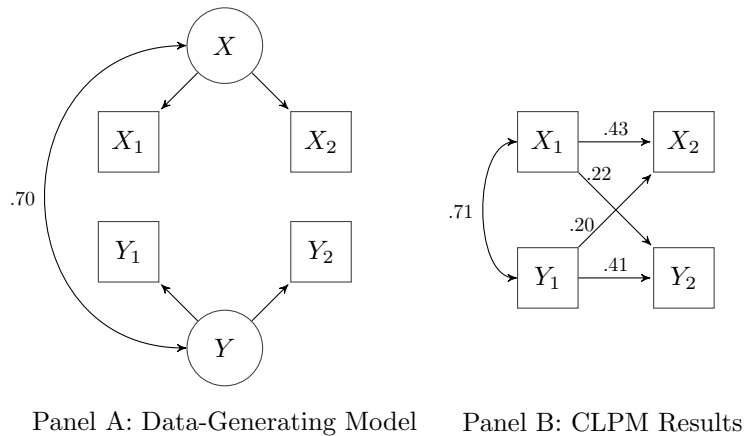 X
X₁
X₂
.70
Y₁
Y₂
Y
Panel A: Data-Generating Model
X₁
.43
X₂
.22
.71
.20
Y₁
.41
Y₂
Panel B: CLPM Results